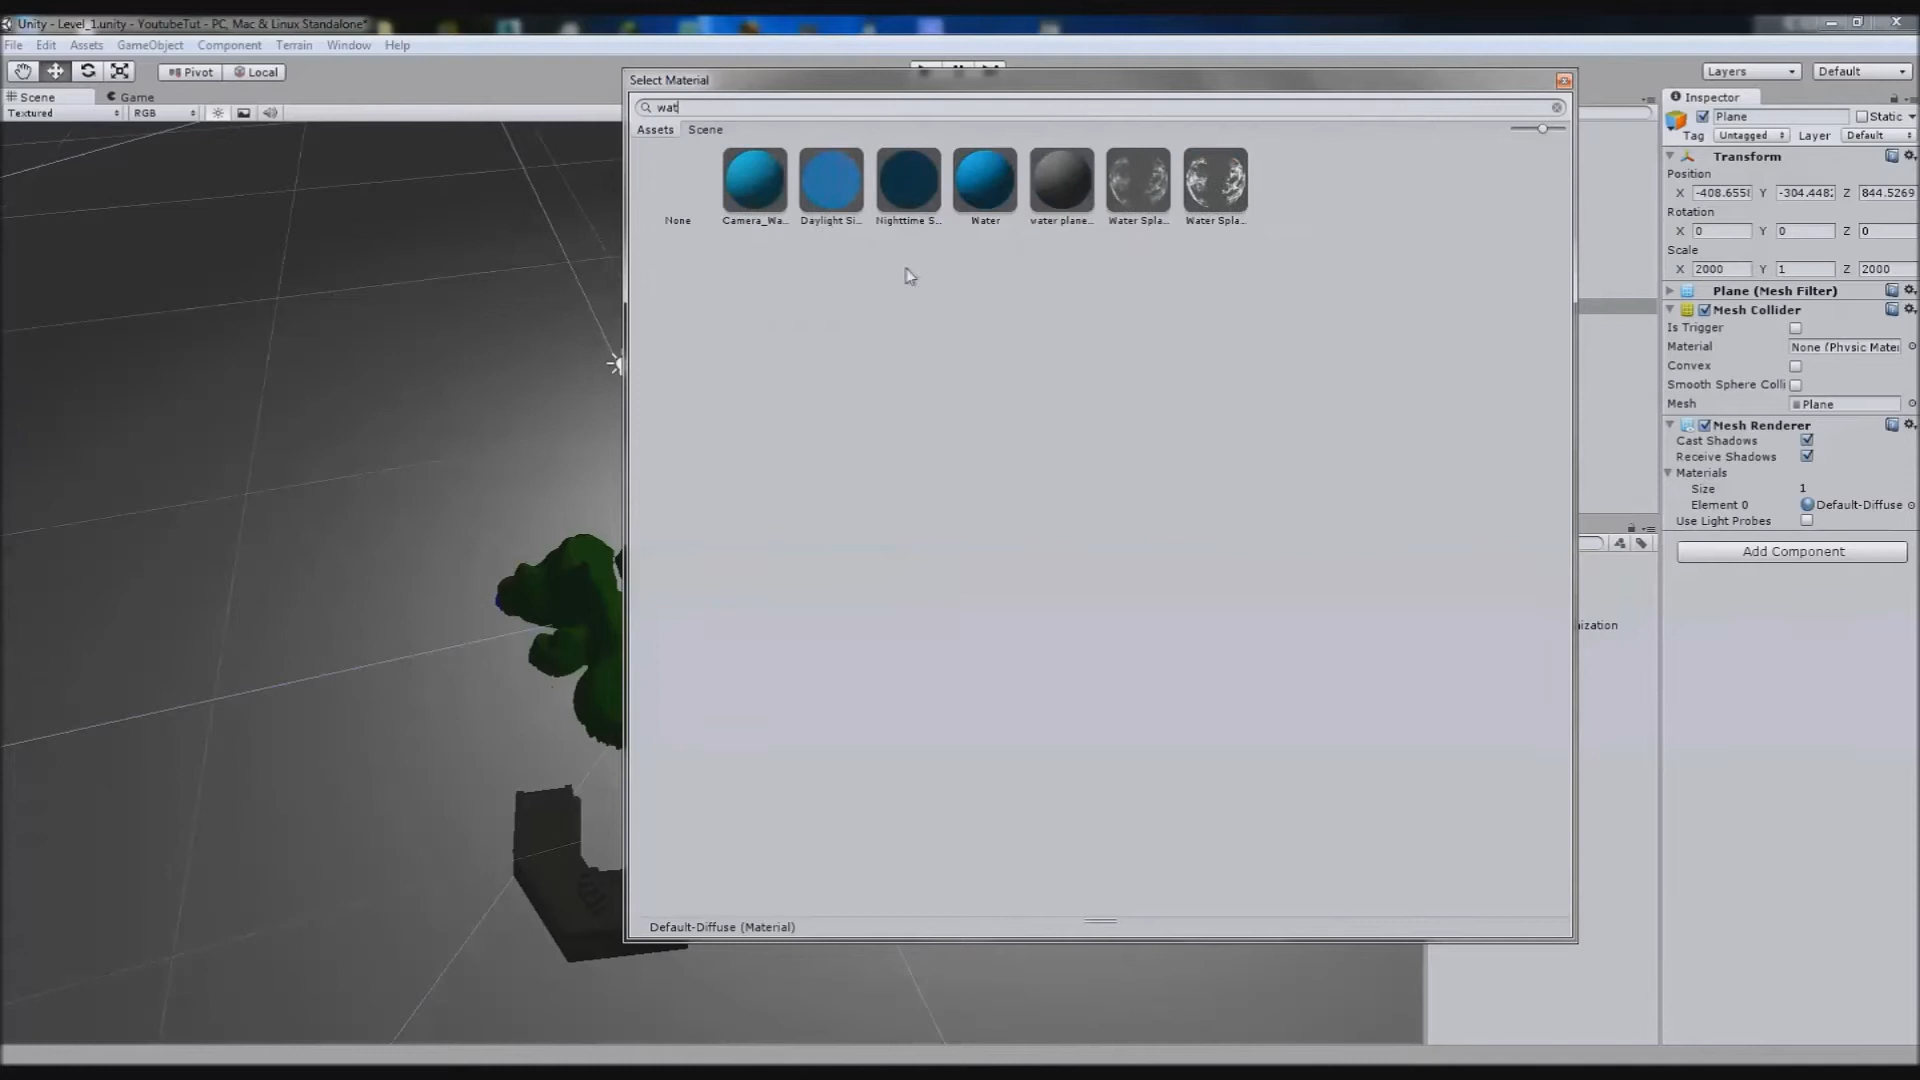 Unity - Level_1.unity - YoutubeTut - PC, Mac & Linux Standalone*
File Edit Assets GameObject Component Terrain Window Help
Pivot Local Layers Default
Scene Game
Textured RGB
Select Material
wat
Assets Scene
None Camera_Wa... Daylight Si... Nighttime S... Water water plane... Water Spla... Water Spla...
Default-Diffuse (Material)
ization
Inspector
Plane Static
Tag Untagged Layer Default
Transform
Position
X -408.655 Y -304.448 Z 844.5269
Rotation
X 0 Y 0 Z 0
Scale
X 2000 Y 1 Z 2000
Plane (Mesh Filter)
Mesh Collider
Is Trigger
Material None (Physic Mater
Convex
Smooth Sphere Colli
Mesh Plane
Mesh Renderer
Cast Shadows
Receive Shadows
Materials
Size 1
Element 0 Default-Diffuse
Use Light Probes
Add Component